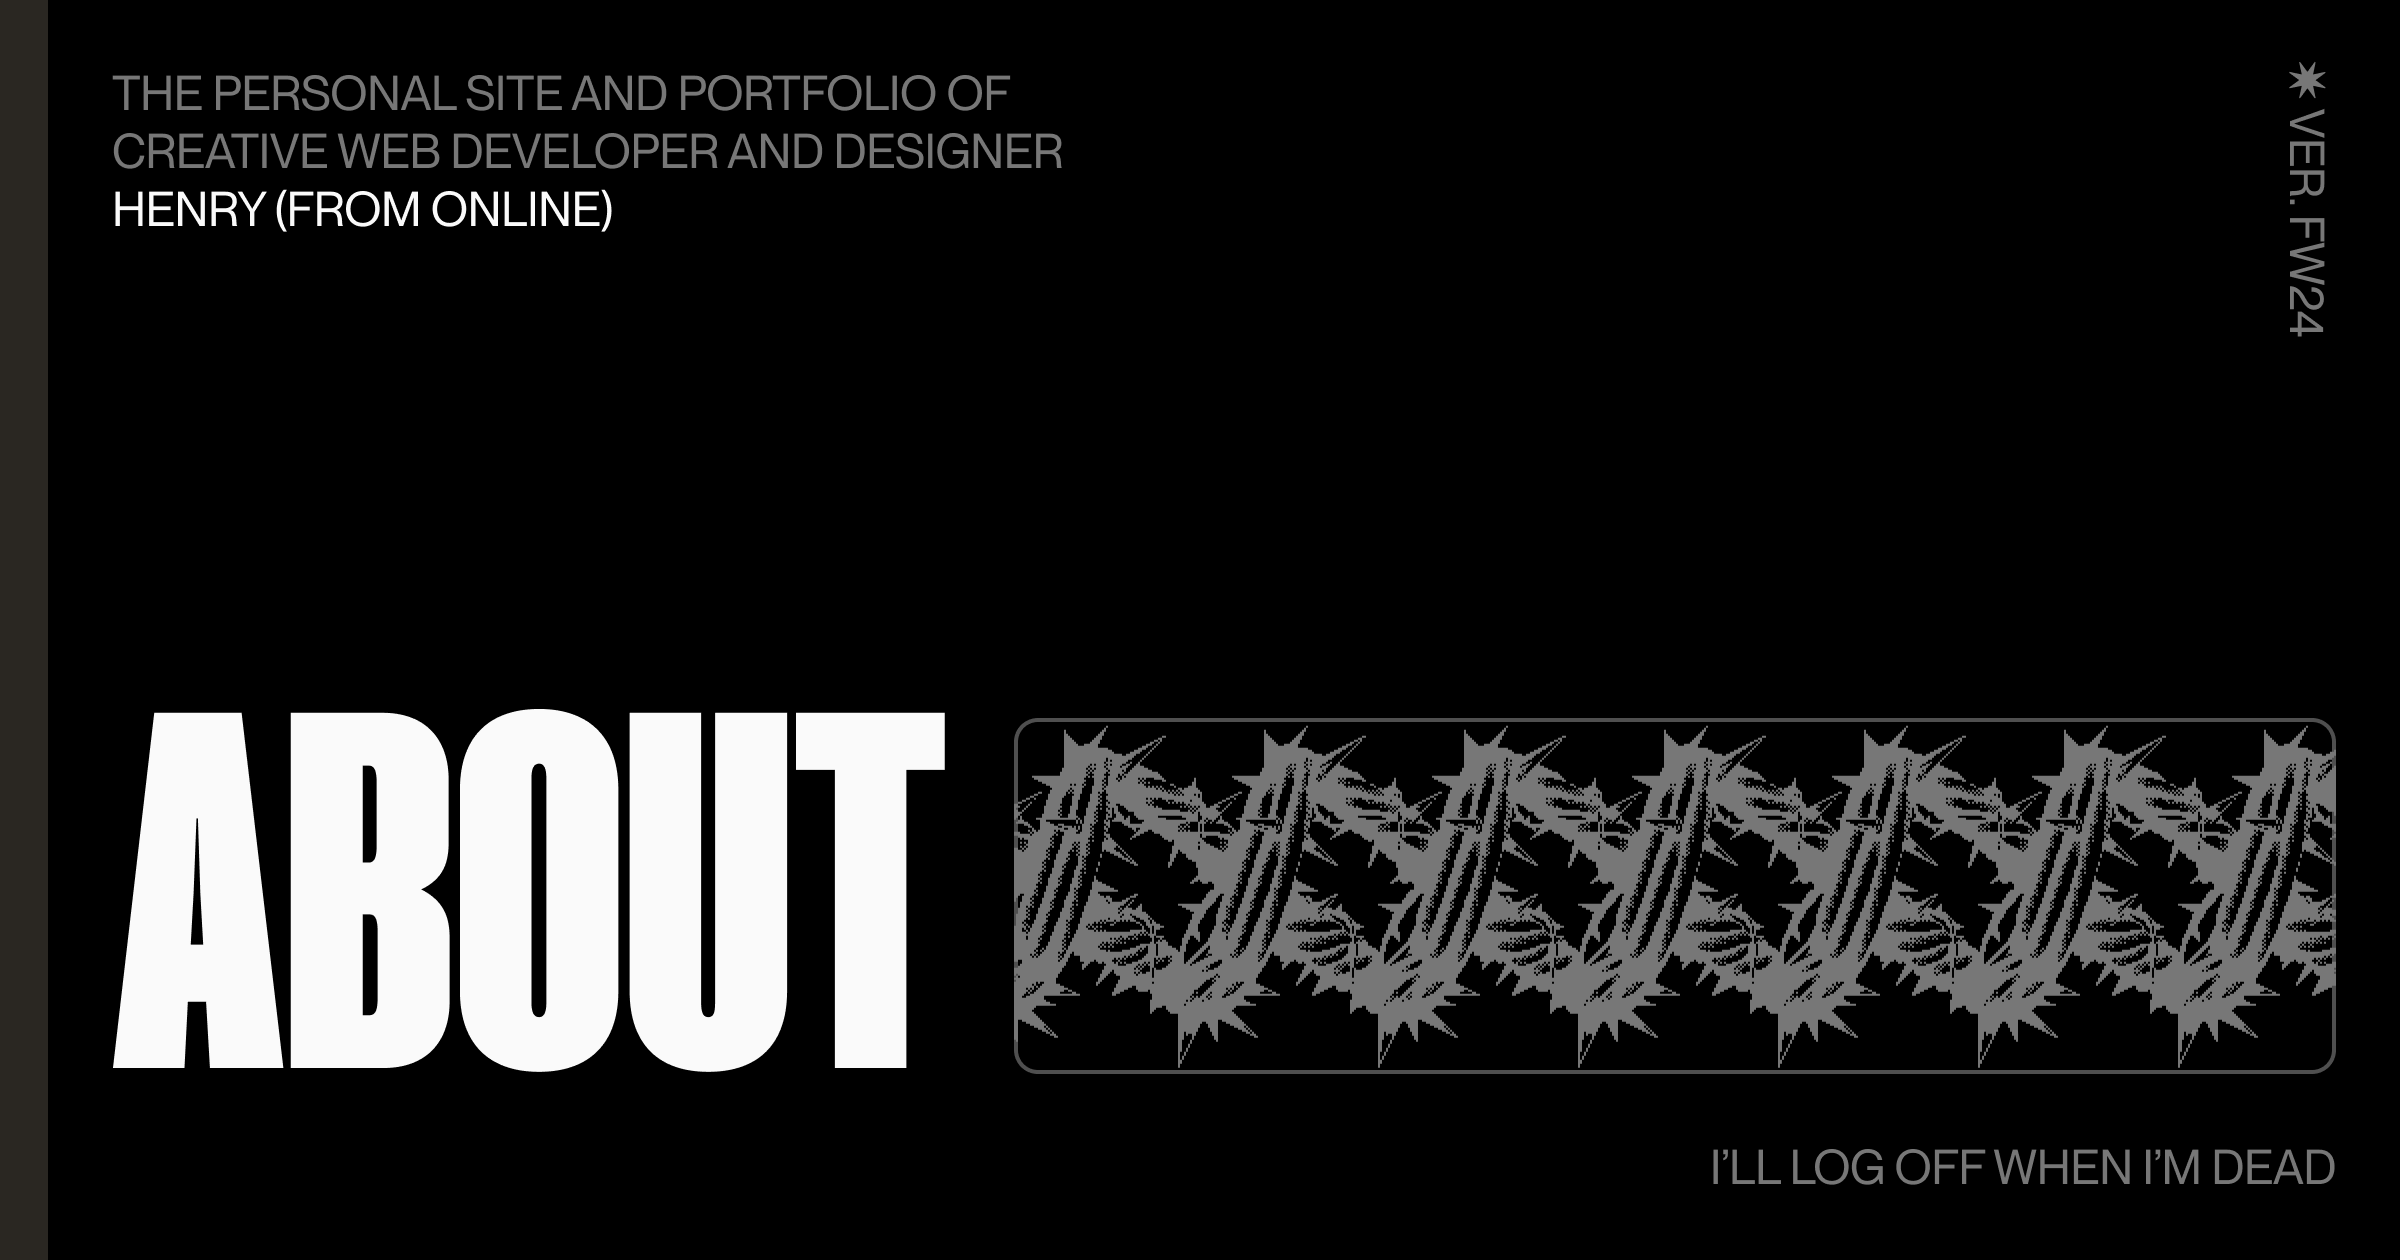 THE PERSONAL SITE AND PORTFOLIO OF
CREATIVE WEB DEVELOPER AND DESIGNER
HENRY (FROM ONLINE)
VER. FW24
ABOUT
I’LL LOG OFF WHEN I’M DEAD